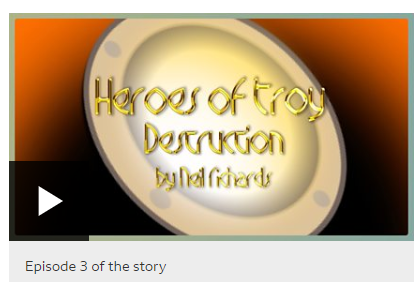 Heroes of Troy
Destruction
by Neil Richards
Episode 3 of the story